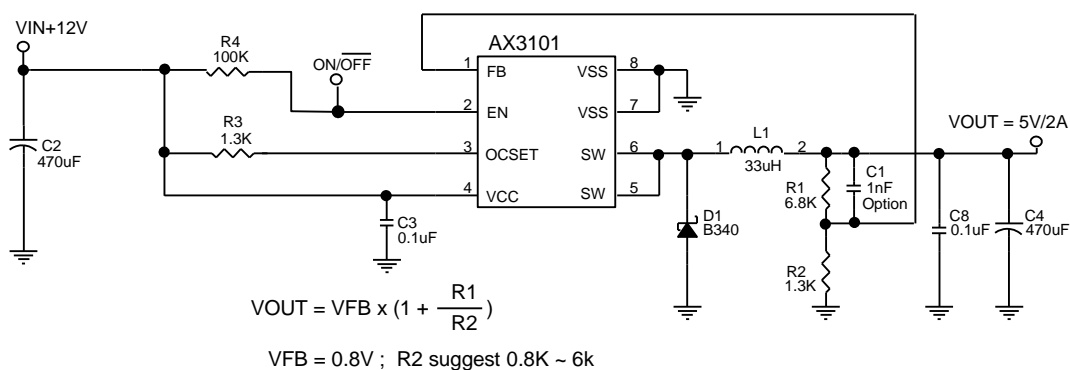 VIN+12V
R4
100K
ON/OFF
AX3101
1
FB
VSS
8
2
EN
VSS
7
R3
1.3K
3
OCSET
SW
6
4
VCC
SW
5
C2
470uF
C3
0.1uF
1
L1
2
33uH
VOUT = 5V/2A
D1
B340
R1
6.8K
C1
1nF
Option
R2
1.3K
C8
0.1uF
C4
470uF
VOUT = VFB x (1 + R1
R2 )
VFB = 0.8V ; R2 suggest 0.8K ~ 6k